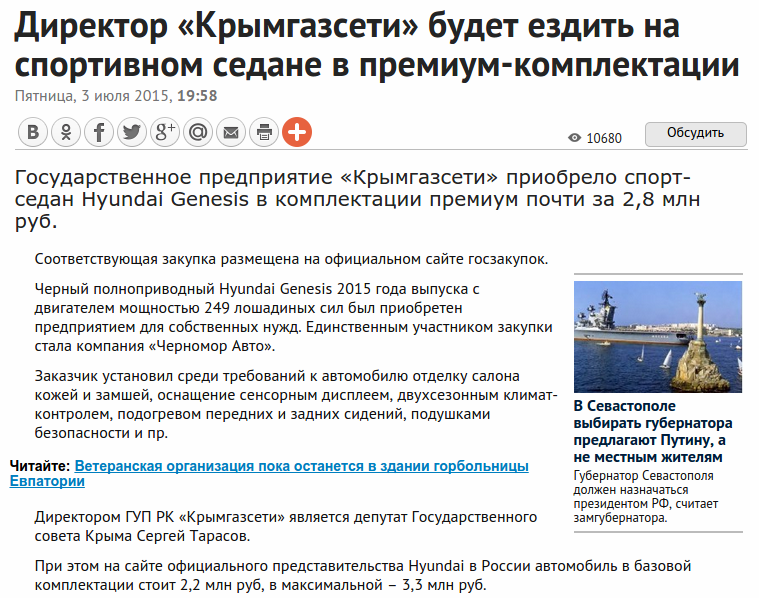 Директор «Крымгазсети» будет ездить на
спортивном седане в премиум-комплектации
Пятница, 3 июля 2015, 19:58
10680
Обсудить
Государственное предприятие «Крымгазсети» приобрело спорт-
седан Hyundai Genesis в комплектации премиум почти за 2,8 млн
руб.
Соответствующая закупка размещена на официальном сайте госзакупок.
Черный полноприводный Hyundai Genesis 2015 года выпуска с
двигателем мощностью 249 лошадиных сил был приобретен
предприятием для собственных нужд. Единственным участником закупки
стала компания «Черномор Авто».
Заказчик установил среди требований к автомобилю отделку салона
кожей и замшей, оснащение сенсорным дисплеем, двухсезонным климат-
контролем, подогревом передних и задних сидений, подушками
безопасности и пр.
Читайте: Ветеранская организация пока останется в здании горбольницы
Евпатории
Директором ГУП РК «Крымгазсети» является депутат Государственного
совета Крыма Сергей Тарасов.
При этом на сайте официального представительства Hyundai в России автомобиль в базовой
комплектации стоит 2,2 млн руб, в максимальной – 3,3 млн руб.
В Севастополе
выбирать губернатора
предлагают Путину, а
не местным жителям
Губернатор Севастополя
должен назначаться
президентом РФ, считает
замгубернатора.